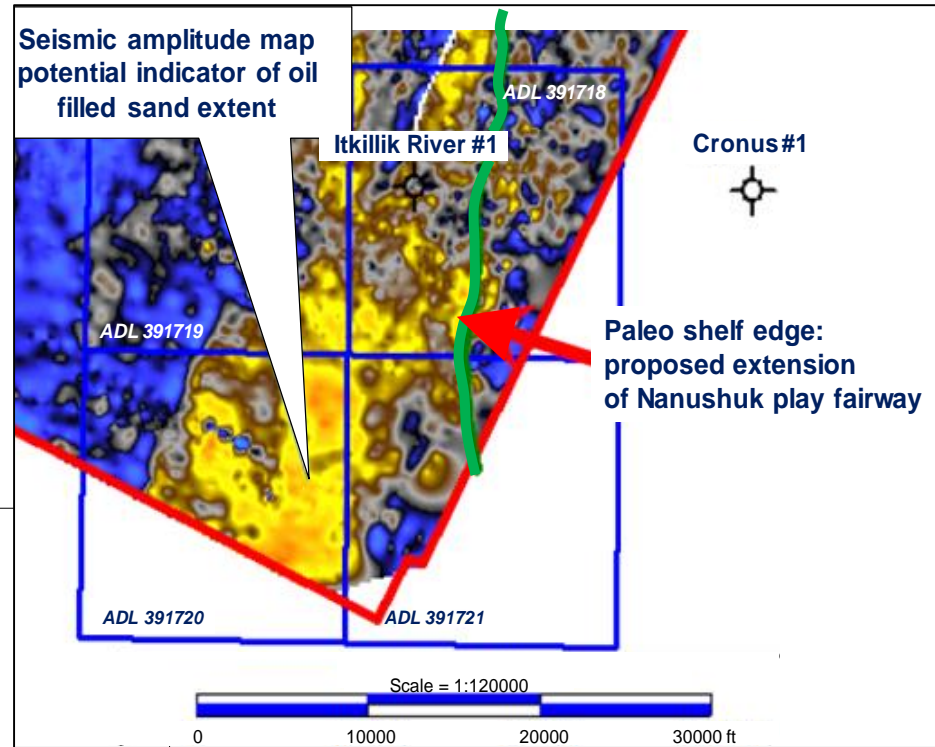 Seismic amplitude map
potential indicator of oil
filled sand extent
ADL 391718
Itkillik River #1
Cronus #1
ADL 391719
Paleo shelf edge:
proposed extension
of Nanushuk play fairway
ADL 391720
ADL 391721
Scale = 1:120000
0 10000 20000 30000 ft